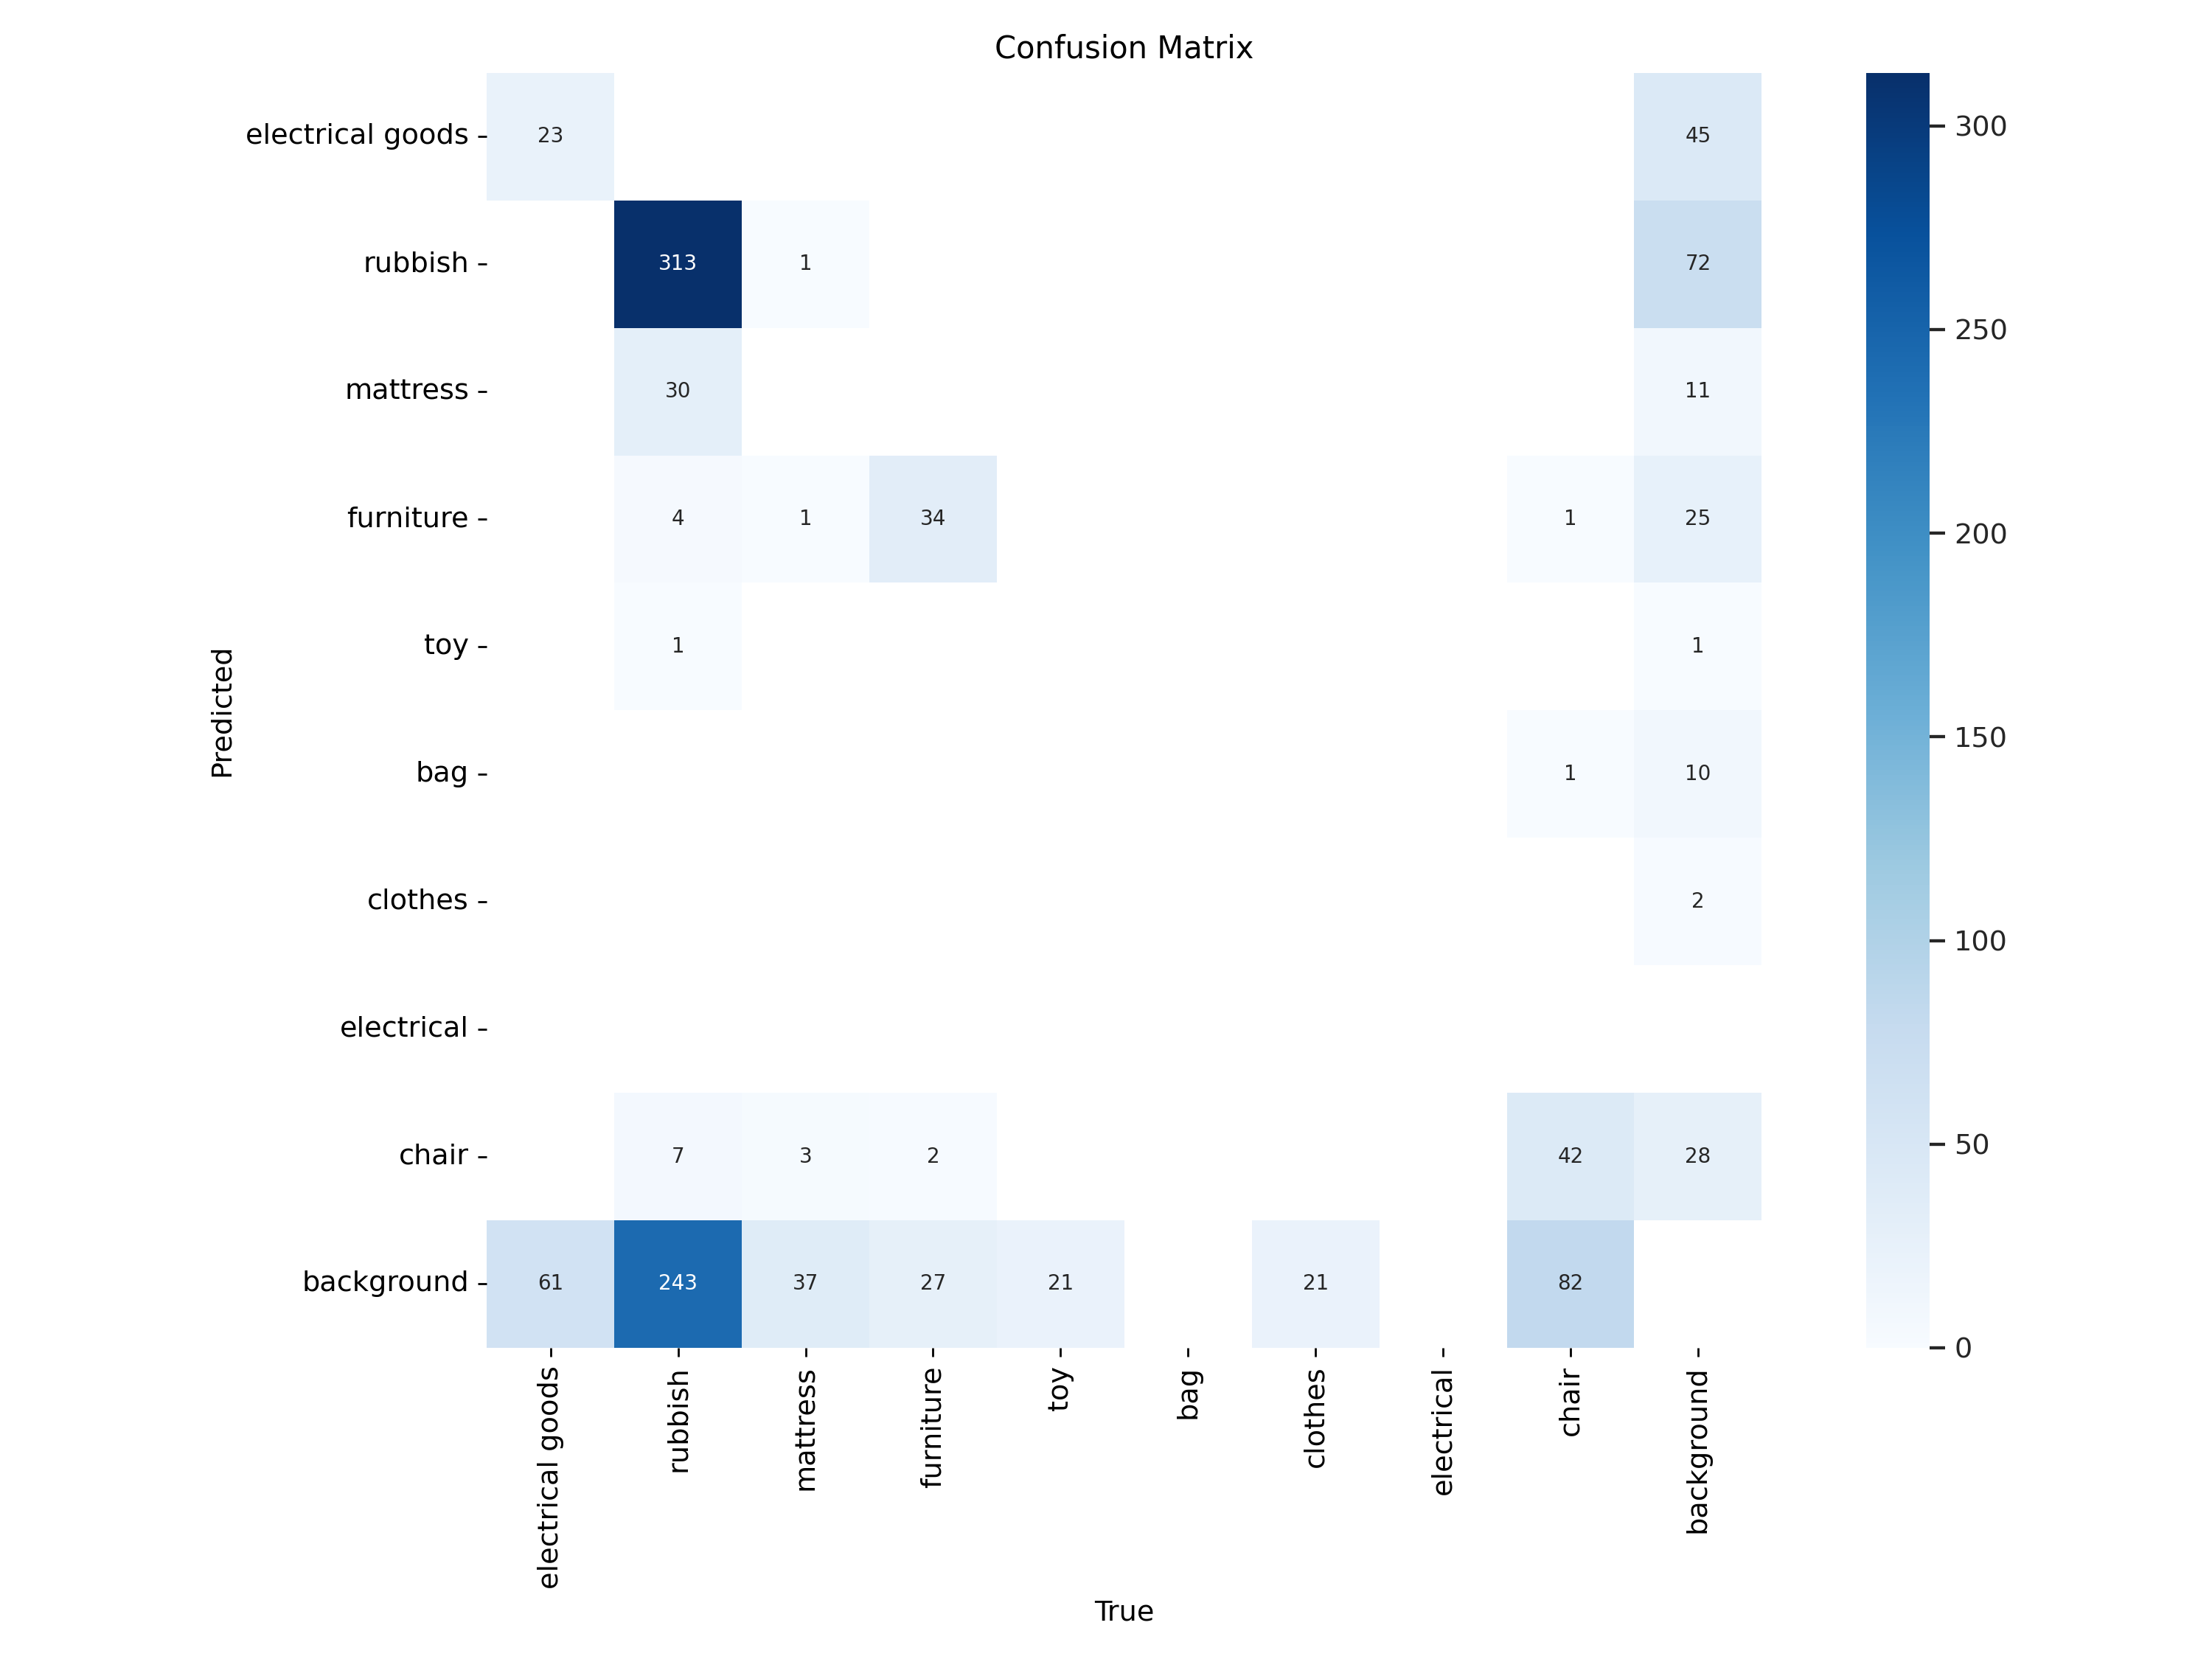 Confusion Matrix
electrical goods 23 45 300
rubbish 313 1 72
250
mattress 30 11
furniture 4 1 34 1 25 200
toy 1 1
150
Predicted
bag 1 10
clothes 2
100
electrical
chair 7 3 2 42 28 50
background 61 243 37 27 21 21 82
0
electrical goods
rubbish
mattress
furniture
toy
bag
clothes
electrical
chair
background
True